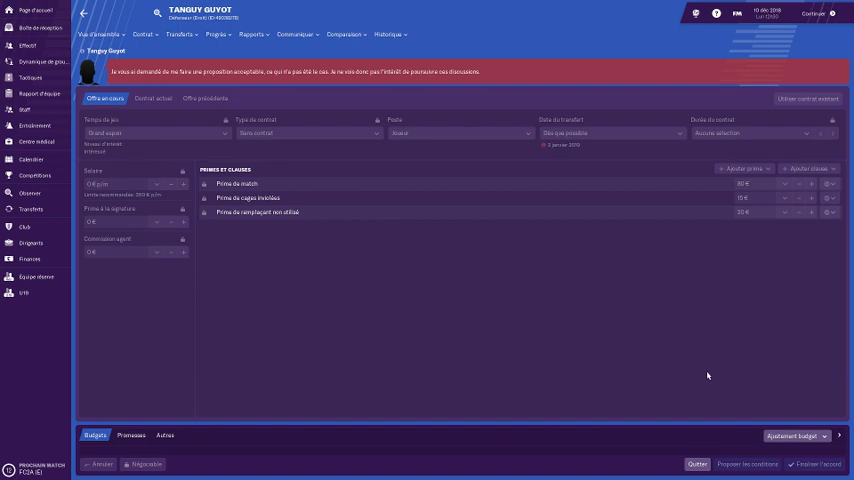 Page d'accueil
Boîte de réception
Effectif
Dynamique de grou...
Tactiques
Rapport d'équipe
Staff
Entraînement
Centre médical
Calendrier
Compétitions
Observer
Transferts
Club
Dirigeants
Finances
Équipe réserve
U19
12 PROCHAIN MATCH
FC2A (E)
TANGUY GUYOT
Défenseur (Droit)
FM
10 déc 2018
Lun
Continuer
Vue d'ensemble
Contrat
Transferts
Progrès
Rapports
Communiquer
Comparaison
Historique
Tanguy Guyot
Je vous ai demandé de me faire une proposition acceptable, ce qui n'a pas été le cas. Je ne vois donc pas l'intérêt de poursuivre ces discussions.
Offre en cours
Contrat actuel
Offre précédente
Utiliser contrat existant
Temps de jeu
Type de contrat
Poste
Date du transfert
Durée du contrat
Grand espoir
Sans contrat
Joueur
Dès que possible
Aucune sélection
Niveau d'intérêt:
Intéressé
3 janvier 2019
Salaire
0 € p/m
Limite recommandée: 250 € p/m
Prime à la signature
0 €
Commission agent
0 €
PRIMES ET CLAUSES
+ Ajouter prime
+ Ajouter clause
Prime de match
80 €
Prime de cages inviolées
15 €
Prime de remplaçant non utilisé
20 €
Budgets
Promesses
Autres
Ajustement budget
Annuler
Négociable
Quitter
Proposer les conditions
Finaliser l'accord